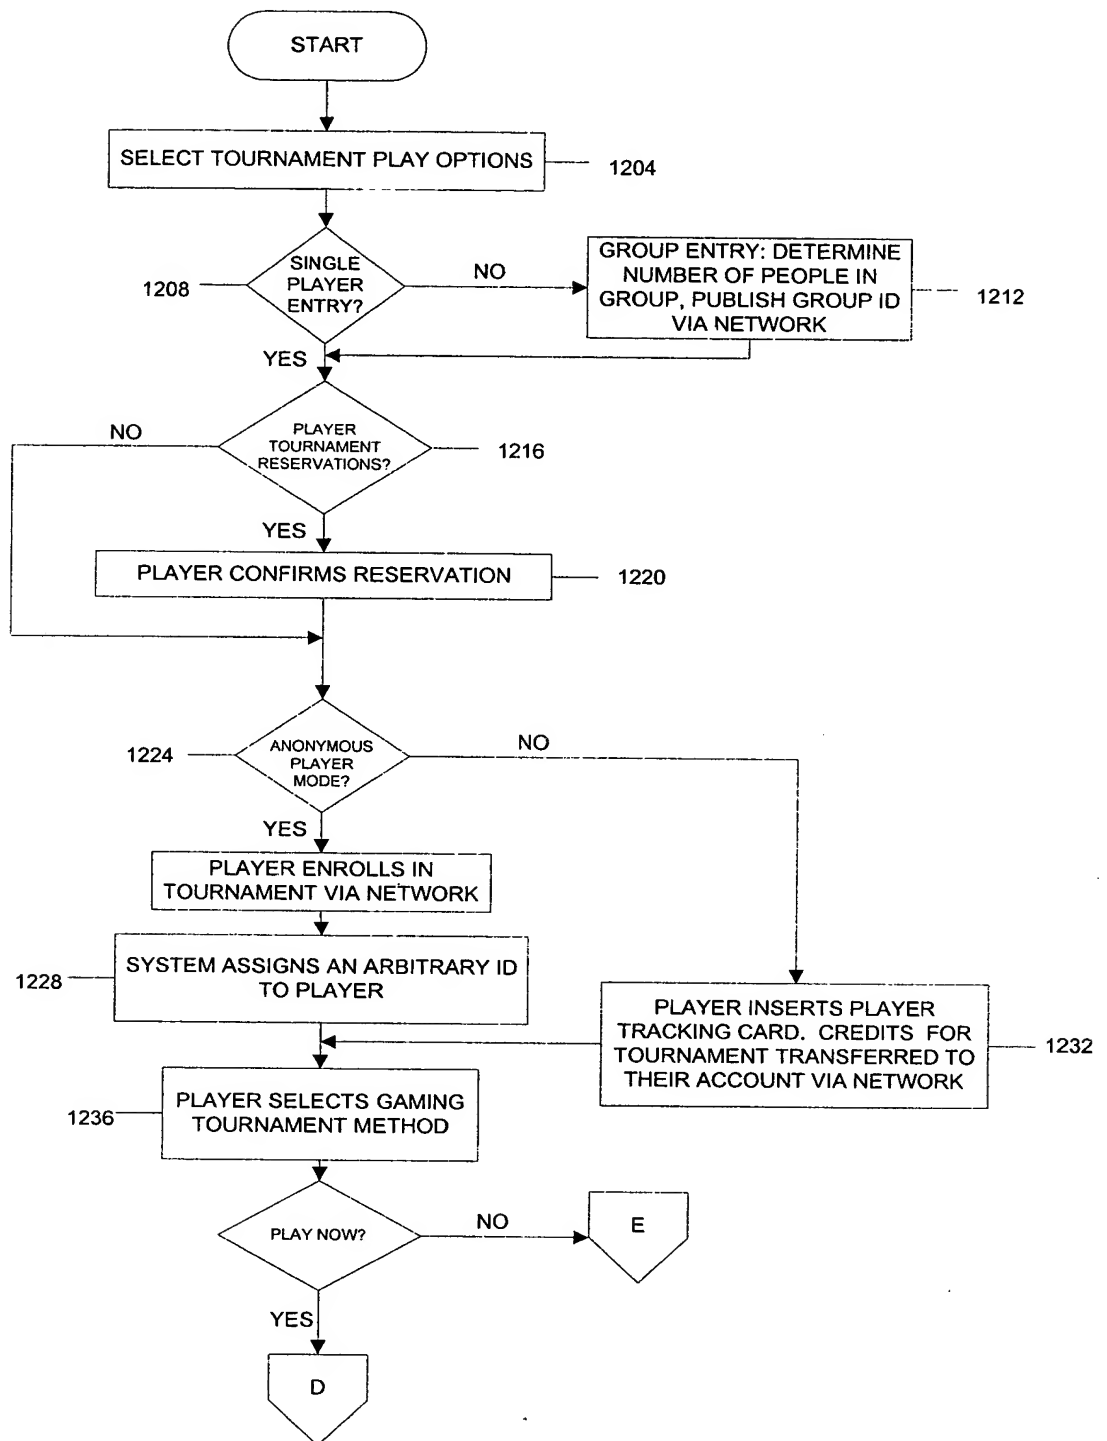 START
SELECT TOURNAMENT PLAY OPTIONS
1204
SINGLE
PLAYER
ENTRY?
1208
NO
GROUP ENTRY: DETERMINE
NUMBER OF PEOPLE IN
GROUP, PUBLISH GROUP ID
VIA NETWORK
1212
YES
NO
PLAYER
TOURNAMENT
RESERVATIONS?
1216
YES
PLAYER CONFIRMS RESERVATION
1220
1224
ANONYMOUS
PLAYER
MODE?
NO
YES
PLAYER ENROLLS IN
TOURNAMENT VIA NETWORK
1228
SYSTEM ASSIGNS AN ARBITRARY ID
TO PLAYER
PLAYER INSERTS PLAYER
TRACKING CARD. CREDITS FOR
TOURNAMENT TRANSFERRED TO
THEIR ACCOUNT VIA NETWORK
1232
1236
PLAYER SELECTS GAMING
TOURNAMENT METHOD
PLAY NOW?
NO
E
YES
D